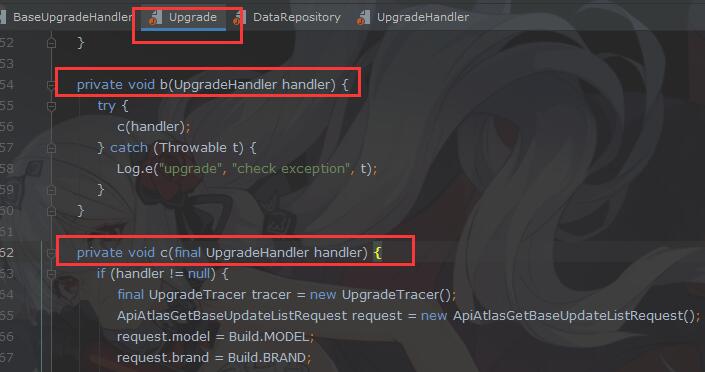 BaseUpgradeHandler Upgrade DataRepository UpgradeHandler
52 }
54 private void b(UpgradeHandler handler) {
55 try {
56 c(handler);
57 } catch (Throwable t) {
58 Log.e("upgrade", "check exception", t);
59 }
60 }
61
62 private void c(final UpgradeHandler handler) {
63 if (handler != null) {
64 final UpgradeTracer tracer = new UpgradeTracer();
65 ApiAtlasGetBaseUpdateListRequest request = new ApiAtlasGetBaseUpdateListRequest();
66 request.model = Build.MODEL;
67 request.brand = Build.BRAND;